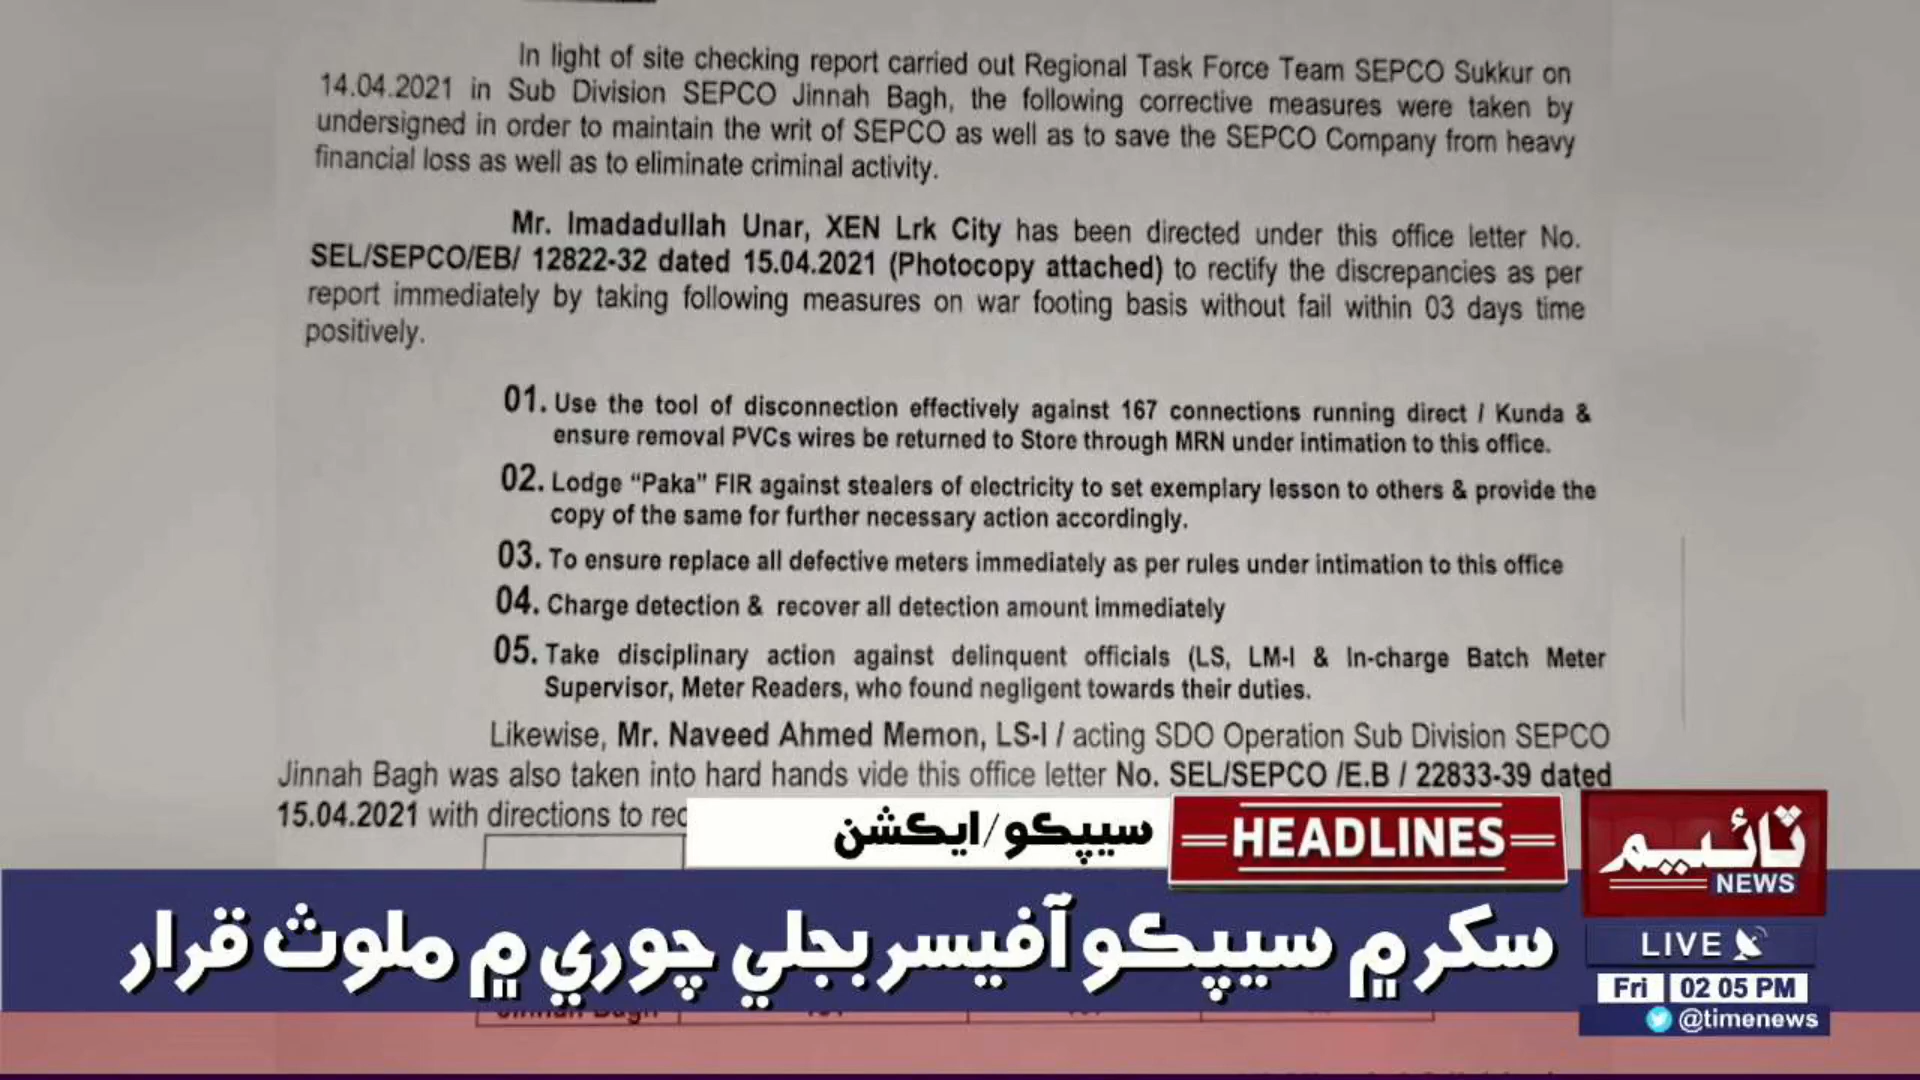 In light of site checking report carried out Regional Task Force Team SEPCO Sukkur on
14.04.2021 in Sub Division SEPCO Jinnah Bagh, the following corrective measures were taken by
undersigned in order to maintain the writ of SEPCO as well as to save the SEPCO Company from heavy
financial loss as well as to eliminate criminal activity.
Mr. Imadadullah Unar, XEN Lrk City has been directed under this office letter No.
SEL/SEPCO/EB/ 12822-32 dated 15.04.2021 (Photocopy attached) to rectify the discrepancies as per
report immediately by taking following measures on war footing basis without fail within 03 days time
positively.
01. Use the tool of disconnection effectively against 167 connections running direct / Kunda &
ensure removal PVCs wires be returned to Store through MRN under intimation to this office.
02. Lodge “Paka” FIR against stealers of electricity to set exemplary lesson to others & provide the
copy of the same for further necessary action accordingly.
03. To ensure replace all defective meters immediately as per rules under intimation to this office
04. Charge detection & recover all detection amount immediately
05. Take disciplinary action against delinquent officials (LS, LM-I & In-charge Batch Meter
Supervisor, Meter Readers, who found negligent towards their duties.
Likewise, Mr. Naveed Ahmed Memon, LS-I / acting SDO Operation Sub Division SEPCO
Jinnah Bagh was also taken into hard hands vide this office letter No. SEL/SEPCO /E.B / 22833-39 dated
15.04.2021 with directions to rec
سيپکو/ايڪشن
HEADLINES
ٽائيم
NEWS
سکر ۾ سيپڪو آفيسر بجلي چوري ۾ ملوث قرار
LIVE
Fri 02 05 PM
@timenews
Jinnah Bagh